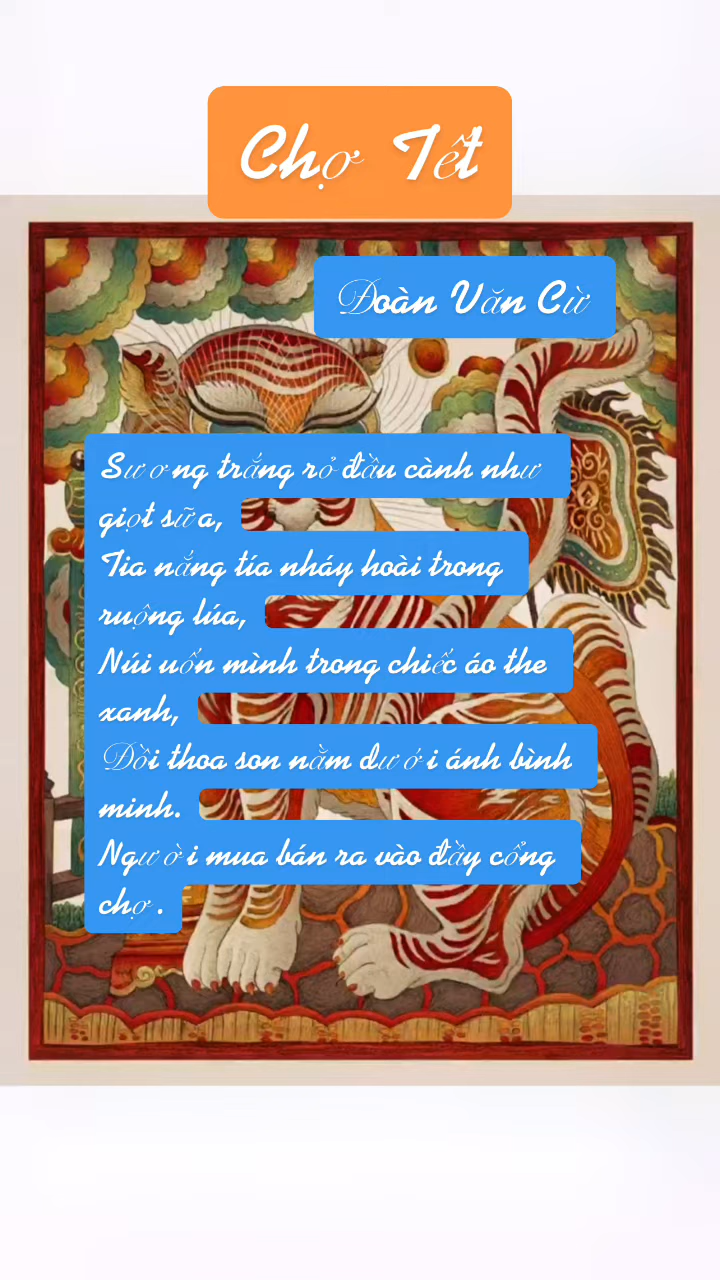 Chợ Tết
Đoàn Văn Cừ
Sương trắng rỏ đầu cành như
giọt sữa,
Tia nắng tía nháy hoài trong
ruộng lúa,
Núi uốn mình trong chiếc áo the
xanh,
Đồi thoa son nằm dưới ánh bình
minh.
Người mua bán ra vào đầy cổng
chợ.